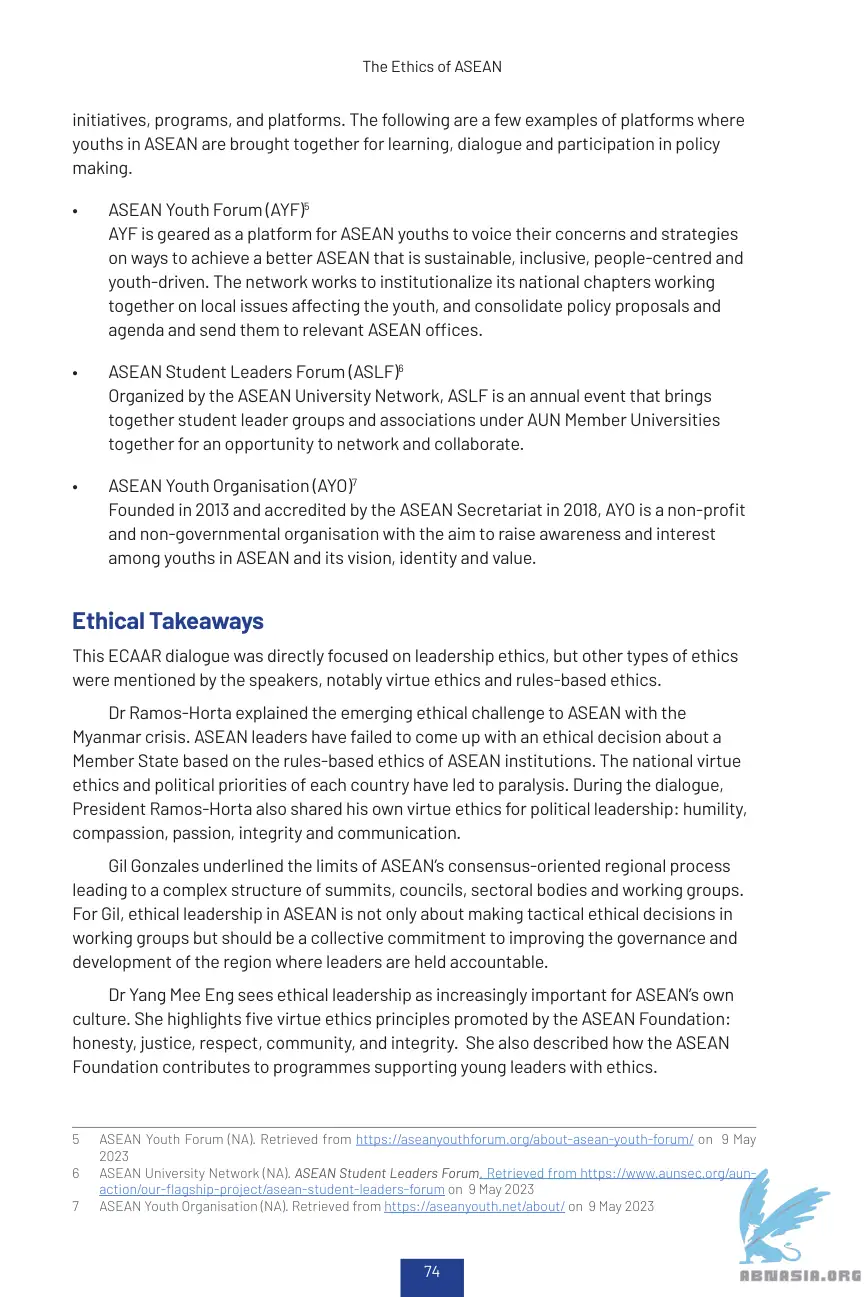 The Ethics of ASEAN
initiatives, programs, and platforms. The following are a few examples of platforms where
youths in ASEAN are brought together for learning, dialogue and participation in policy
making.
• ASEAN Youth Forum (AYF)5
AYF is geared as a platform for ASEAN youths to voice their concerns and strategies
on ways to achieve a better ASEAN that is sustainable, inclusive, people-centred and
youth-driven. The network works to institutionalize its national chapters working
together on local issues affecting the youth, and consolidate policy proposals and
agenda and send them to relevant ASEAN offices.
• ASEAN Student Leaders Forum (ASLF)6
Organized by the ASEAN University Network, ASLF is an annual event that brings
together student leader groups and associations under AUN Member Universities
together for an opportunity to network and collaborate.
• ASEAN Youth Organisation (AYO)7
Founded in 2013 and accredited by the ASEAN Secretariat in 2018, AYO is a non-profit
and non-governmental organisation with the aim to raise awareness and interest
among youths in ASEAN and its vision, identity and value.
Ethical Takeaways
This ECAAR dialogue was directly focused on leadership ethics, but other types of ethics
were mentioned by the speakers, notably virtue ethics and rules-based ethics.
Dr Ramos-Horta explained the emerging ethical challenge to ASEAN with the
Myanmar crisis. ASEAN leaders have failed to come up with an ethical decision about a
Member State based on the rules-based ethics of ASEAN institutions. The national virtue
ethics and political priorities of each country have led to paralysis. During the dialogue,
President Ramos-Horta also shared his own virtue ethics for political leadership: humility,
compassion, passion, integrity and communication.
Gil Gonzales underlined the limits of ASEAN's consensus-oriented regional process
leading to a complex structure of summits, councils, sectoral bodies and working groups.
For Gil, ethical leadership in ASEAN is not only about making tactical ethical decisions in
working groups but should be a collective commitment to improving the governance and
development of the region where leaders are held accountable.
Dr Yang Mee Eng sees ethical leadership as increasingly important for ASEAN's own
culture. She highlights five virtue ethics principles promoted by the ASEAN Foundation:
honesty, justice, respect, community, and integrity. She also described how the ASEAN
Foundation contributes to programmes supporting young leaders with ethics.
5 ASEAN Youth Forum (NA). Retrieved from https://aseanyouthforum.org/about-asean-youth-forum/ on 9 May
2023
6 ASEAN University Network (NA). ASEAN Student Leaders Forum. Retrieved from https://www.aunsec.org/aun-
action/our-flagship-project/asean-student-leaders-forum on 9 May 2023
7 ASEAN Youth Organisation (NA). Retrieved from https://aseanyouth.net/about/ on 9 May 2023
74
ABNASIA.ORG